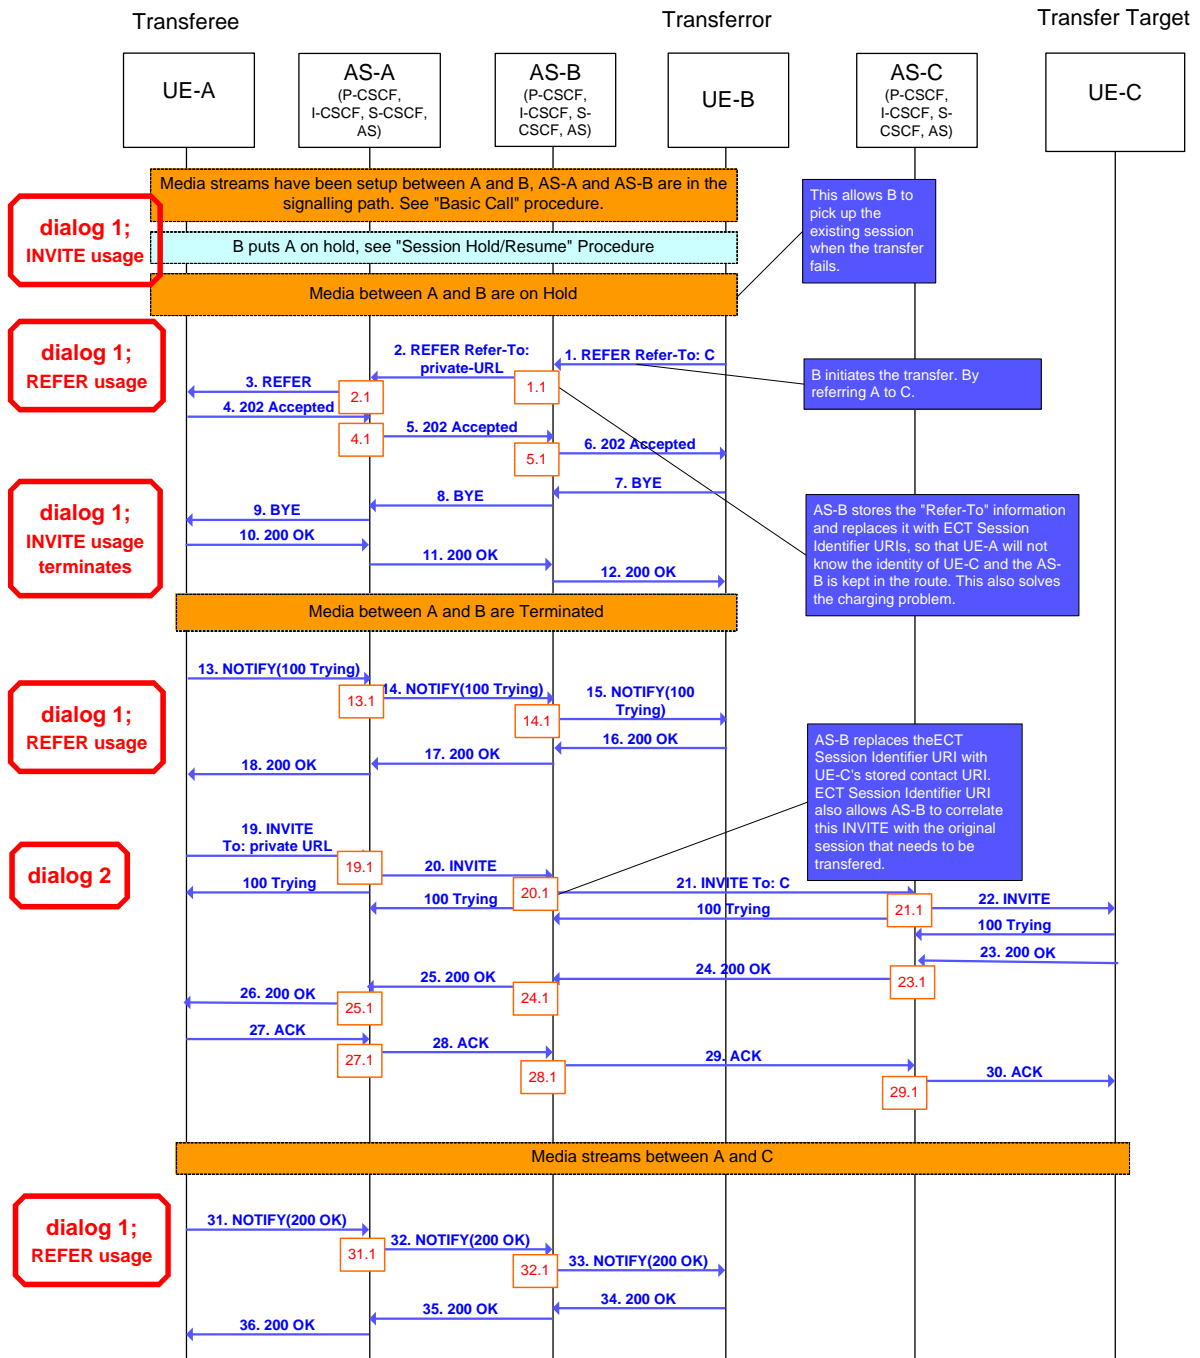 Transferee
Transferror
Transfer Target
UE-A
AS-A
(P-CSCF,
I-CSCF, S-CSCF,
AS)
AS-B
(P-CSCF,
I-CSCF, S-
CSCF, AS)
UE-B
AS-C
(P-CSCF,
I-CSCF, S-
CSCF, AS)
UE-C
Media streams have been setup between A and B, AS-A and AS-B are in the
signalling path. See "Basic Call" procedure.
This allows B to
pick up the
existing session
when the transfer
fails.
dialog 1;
INVITE usage
B puts A on hold, see "Session Hold/Resume" Procedure
Media between A and B are on Hold
dialog 1;
REFER usage
1. REFER Refer-To: C
2. REFER Refer-To:
private-URL
1.1
3. REFER
2.1
B initiates the transfer. By
referring A to C.
4. 202 Accepted
4.1
5. 202 Accepted
5.1
6. 202 Accepted
7. BYE
8. BYE
9. BYE
dialog 1;
INVITE usage
terminates
10. 200 OK
11. 200 OK
12. 200 OK
AS-B stores the "Refer-To" information
and replaces it with ECT Session
Identifier URIs, so that UE-A will not
know the identity of UE-C and the AS-
B is kept in the route. This also solves
the charging problem.
Media between A and B are Terminated
13. NOTIFY(100 Trying)
13.1
14. NOTIFY(100 Trying)
14.1
15. NOTIFY(100
Trying)
dialog 1;
REFER usage
16. 200 OK
17. 200 OK
18. 200 OK
AS-B replaces theECT
Session Identifier URI with
UE-C's stored contact URI.
ECT Session Identifier URI
also allows AS-B to correlate
this INVITE with the original
session that needs to be
transfered.
dialog 2
19. INVITE
To: private URL
19.1
20. INVITE
100 Trying
20.1
21. INVITE To: C
100 Trying
21.1
22. INVITE
100 Trying
100 Trying
23. 200 OK
23.1
24. 200 OK
24.1
25. 200 OK
25.1
26. 200 OK
27. ACK
27.1
28. ACK
28.1
29. ACK
29.1
30. ACK
Media streams between A and C
dialog 1;
REFER usage
31. NOTIFY(200 OK)
31.1
32. NOTIFY(200 OK)
32.1
33. NOTIFY(200 OK)
34. 200 OK
35. 200 OK
36. 200 OK